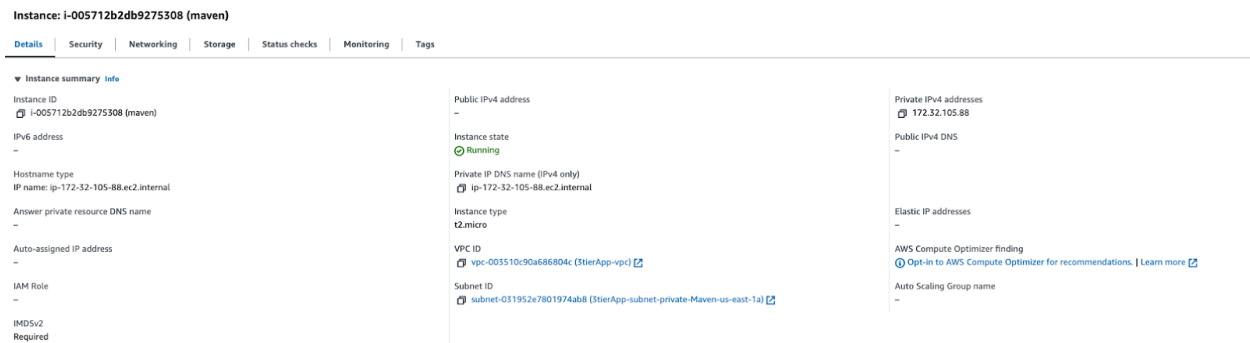 Instance: i-005712b2db9275308 (maven)
Details Security Networking Storage Status checks Monitoring Tags
Instance summary Info
Instance ID
i-005712b2db9275308 (maven)
Public IPv4 address
–
Private IPv4 addresses
172.32.105.88
IPv6 address
–
Instance state
Running
Public IPv4 DNS
–
Hostname type
IP name: ip-172-32-105-88.ec2.internal
Private IP DNS name (IPv4 only)
ip-172-32-105-88.ec2.internal
Answer private resource DNS name
–
Instance type
t2.micro
Elastic IP addresses
–
Auto-assigned IP address
–
VPC ID
vpc-003510c90a686804c (3tierApp-vpc)
AWS Compute Optimizer finding
Opt-in to AWS Compute Optimizer for recommendations. | Learn more
IAM Role
–
Subnet ID
subnet-031952e7801974ab8 (3tierApp-subnet-private-Maven-us-east-1a)
Auto Scaling Group name
–
IMDSv2
Required